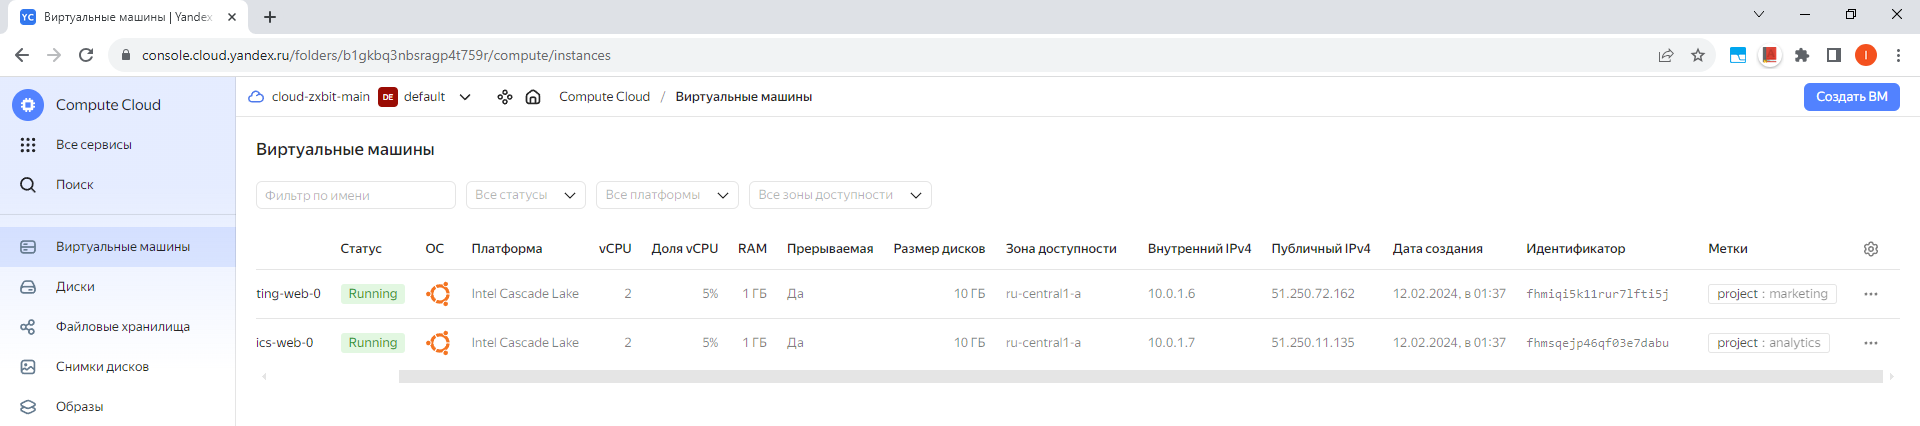 Виртуальные машины | Yandex
console.cloud.yandex.ru/folders/b1gkbq3nbsragp4t759r/compute/instances
I
Compute Cloud
Все сервисы
Поиск
Виртуальные машины
Диски
Файловые хранилища
Снимки дисков
Образы
cloud-zxbit-main DE default Compute Cloud / Виртуальные машины Создать ВМ
Виртуальные машины
Фильтр по имени Все статусы Все платформы Все зоны доступности
Статус ОС Платформа vCPU Доля vCPU RAM Прерываемая Размер дисков Зона доступности Внутренний IPv4 Публичный IPv4 Дата создания Идентификатор Метки
ting-web-0 Running Intel Cascade Lake 2 5% 1 ГБ Да 10 ГБ ru-central1-a 10.0.1.6 51.250.72.162 12.02.2024, в 01:37 fhmiqi5k11rur7lfti5j project : marketing
ics-web-0 Running Intel Cascade Lake 2 5% 1 ГБ Да 10 ГБ ru-central1-a 10.0.1.7 51.250.11.135 12.02.2024, в 01:37 fhmsqejp46qf03e7dabu project : analytics